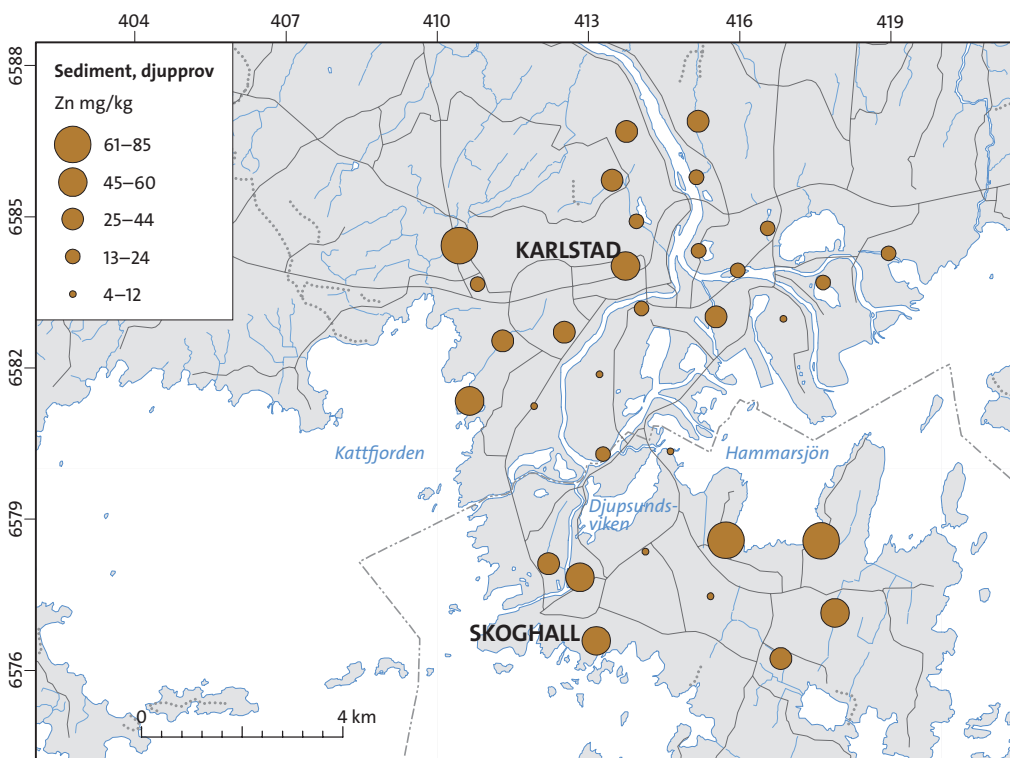 404 407 410 413 416 419
6588
6585
6582
6579
6576
Sediment, djupprov
Zn mg/kg
61–85
45–60
25–44
13–24
4–12
KARLSTAD
Kattfjorden
Hammarsjön
Djupsunds-
viken
SKOGHALL
0 4 km